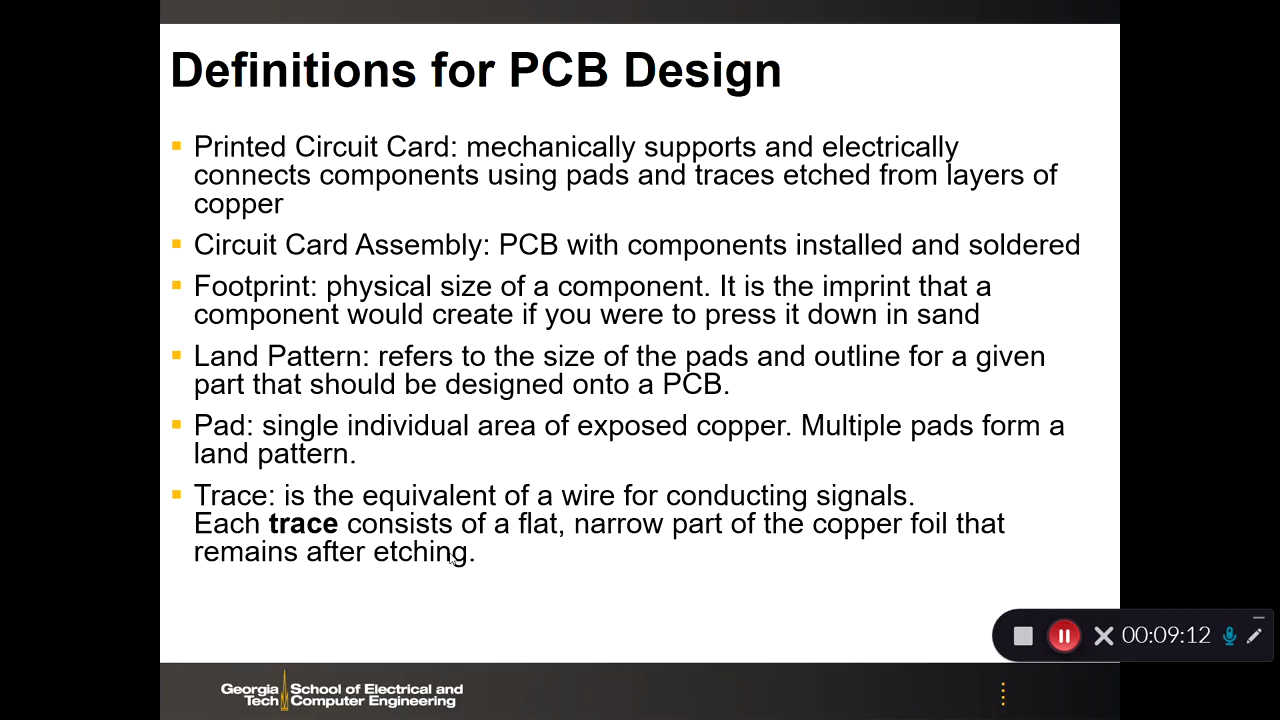 Definitions for PCB Design
Printed Circuit Card: mechanically supports and electrically
connects components using pads and traces etched from layers of
copper
Circuit Card Assembly: PCB with components installed and soldered
Footprint: physical size of a component. It is the imprint that a
component would create if you were to press it down in sand
Land Pattern: refers to the size of the pads and outline for a given
part that should be designed onto a PCB.
Pad: single individual area of exposed copper. Multiple pads form a
land pattern.
Trace: is the equivalent of a wire for conducting signals.
Each trace consists of a flat, narrow part of the copper foil that
remains after etching.
00:09:12
Georgia Tech
School of Electrical and
Computer Engineering